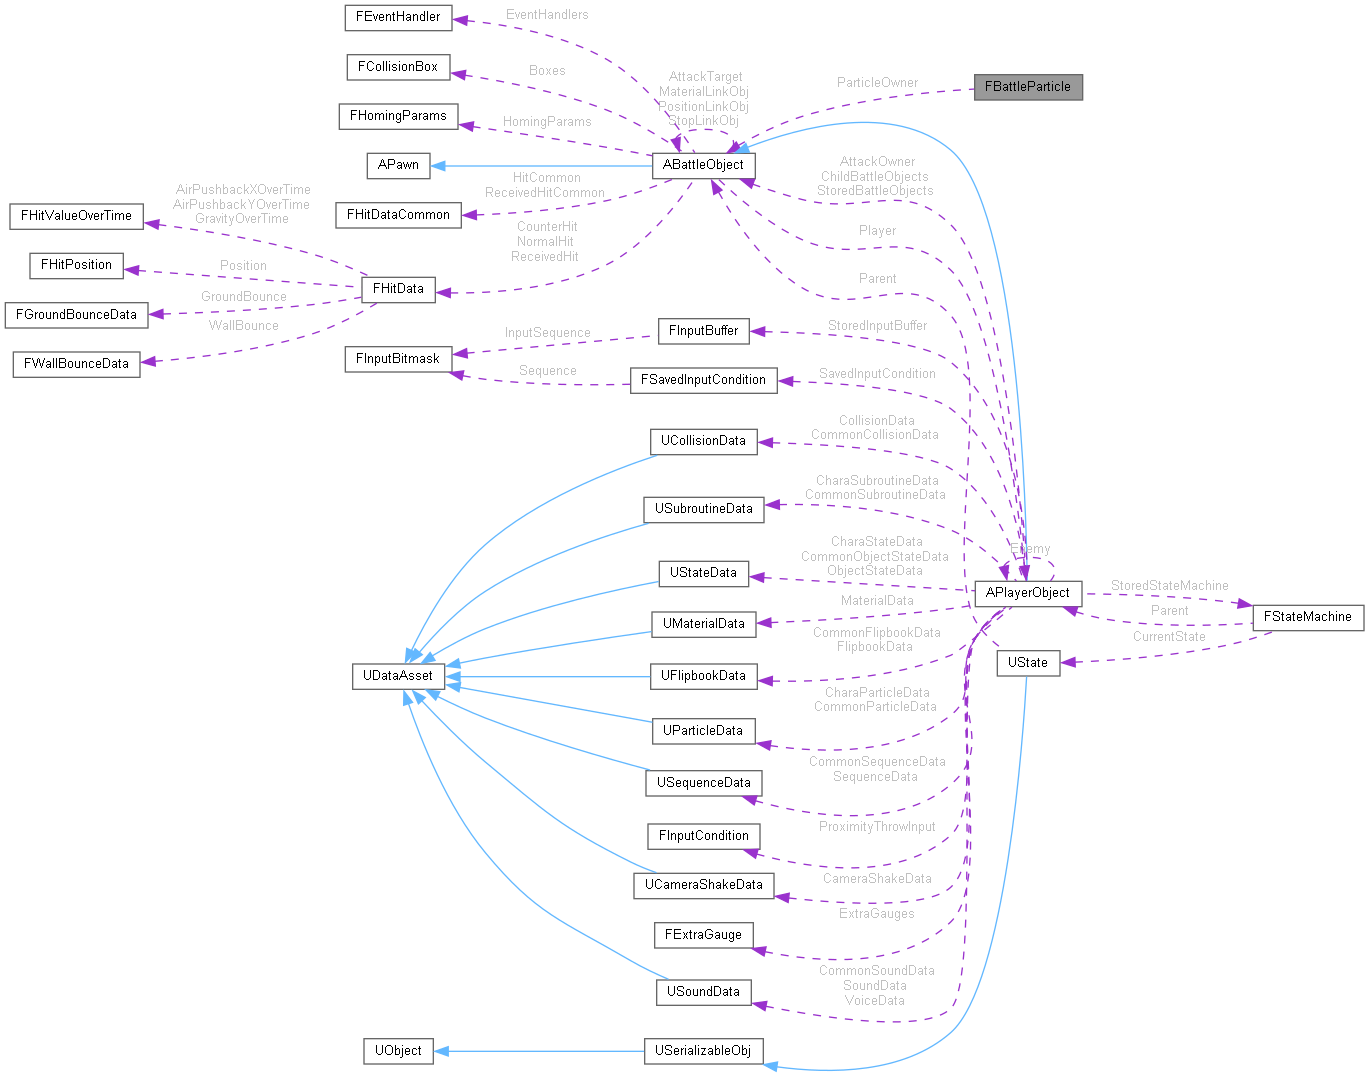 FEventHandler
EventHandlers
FCollisionBox
Boxes
AttackTarget
MaterialLinkObj
PositionLinkObj
StopLinkObj
ParticleOwner
FBattleParticle
FHomingParams
HomingParams
APawn
ABattleObject
AttackOwner
ChildBattleObjects
StoredBattleObjects
HitCommon
ReceivedHitCommon
AirPushbackXOverTime
AirPushbackYOverTime
GravityOverTime
FHitValueOverTime
FHitDataCommon
CounterHit
NormalHit
ReceivedHit
Player
FHitPosition
Position
FHitData
Parent
GroundBounce
FGroundBounceData
WallBounce
FWallBounceData
FInputBuffer
StoredInputBuffer
InputSequence
FInputBitmask
Sequence
FSavedInputCondition
SavedInputCondition
UCollisionData
CollisionData
CommonCollisionData
USubroutineData
CharaSubroutineData
CommonSubroutineData
UStateData
CharaStateData
CommonObjectStateData
ObjectStateData
Enemy
APlayerObject
StoredStateMachine
Parent
FStateMachine
CurrentState
UMaterialData
MaterialData
CommonFlipbookData
FlipbookData
UState
UDataAsset
UFlipbookData
CharaParticleData
CommonParticleData
UParticleData
CommonSequenceData
SequenceData
USequenceData
FInputCondition
ProximityThrowInput
UCameraShakeData
CameraShakeData
FExtraGauge
ExtraGauges
USoundData
CommonSoundData
SoundData
VoiceData
UObject
USerializableObj